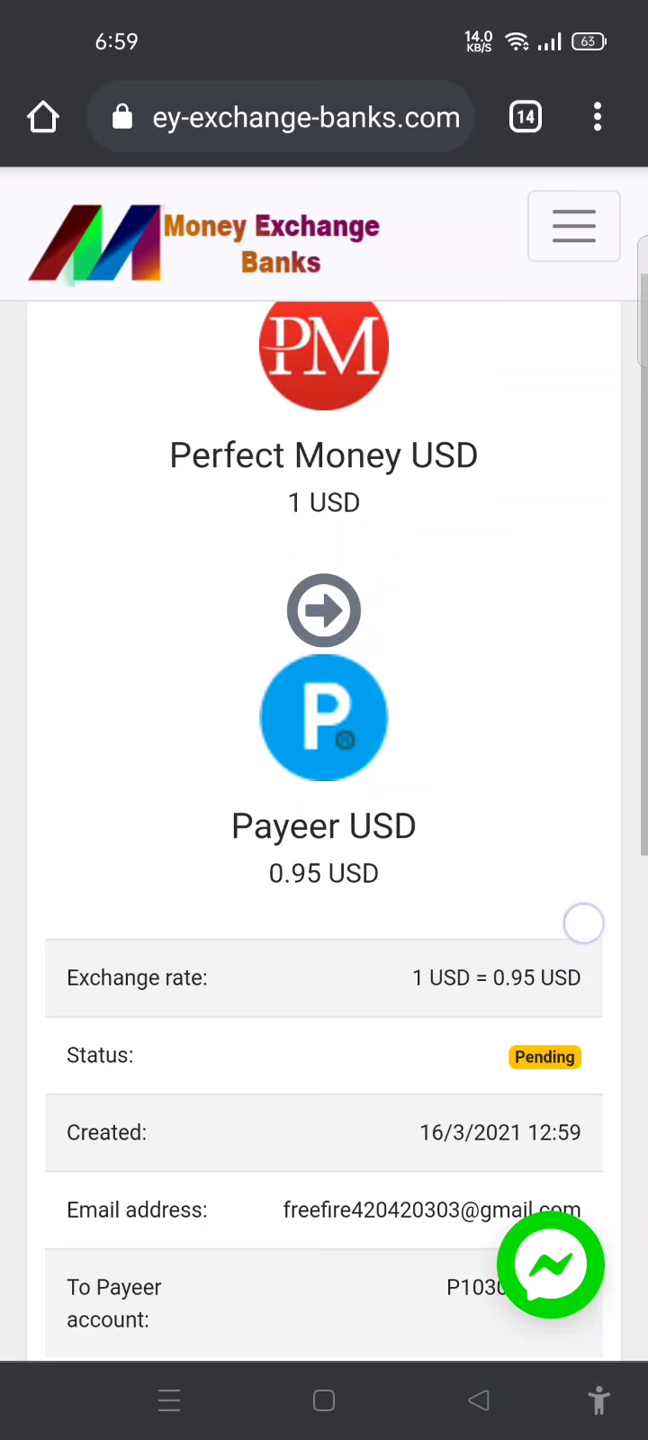 6:59
14.0
KB/S
63
ey-exchange-banks.com
14
Money Exchange
Banks
PM
Perfect Money USD
1 USD
P
Payeer USD
0.95 USD
Exchange rate: 1 USD = 0.95 USD
Status: Pending
Created: 16/3/2021 12:59
Email address: freefire420420303@gmail.com
To Payeer
account: